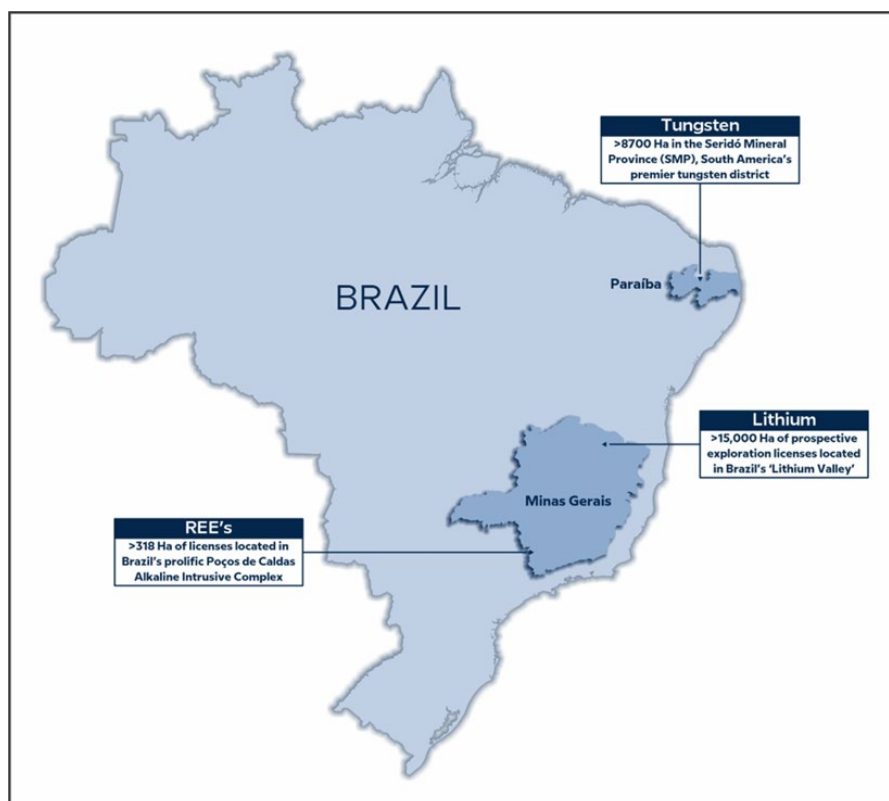 Tungsten
>8700 Ha in the Seridó Mineral
Province (SMP), South America's
premier tungsten district
Paraíba
BRAZIL
Lithium
>15,000 Ha of prospective
exploration licenses located
in Brazil's 'Lithium Valley'
Minas Gerais
REE's
>318 Ha of licenses located in
Brazil's prolific Poços de Caldas
Alkaline Intrusive Complex